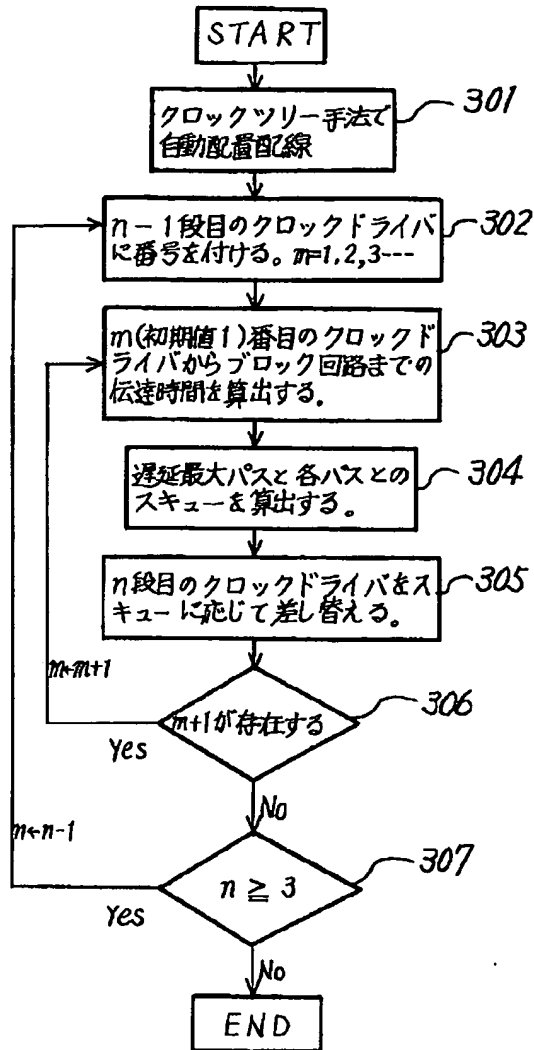 START
クロックツリー手法で
自動配置配線
301
n-1段目のクロックドライバ
に番号を付ける。m=1,2,3---
302
m(初期値1)番目のクロックド
ライバからブロック回路までの
伝達時間を算出する。
303
遅延最大パスと各パスとの
スキューを算出する。
304
n段目のクロックドライバをス
キューに応じて差し替える。
305
m←m+1
m+1が存在する
306
Yes
No
n←n-1
n ≧ 3
307
Yes
No
END